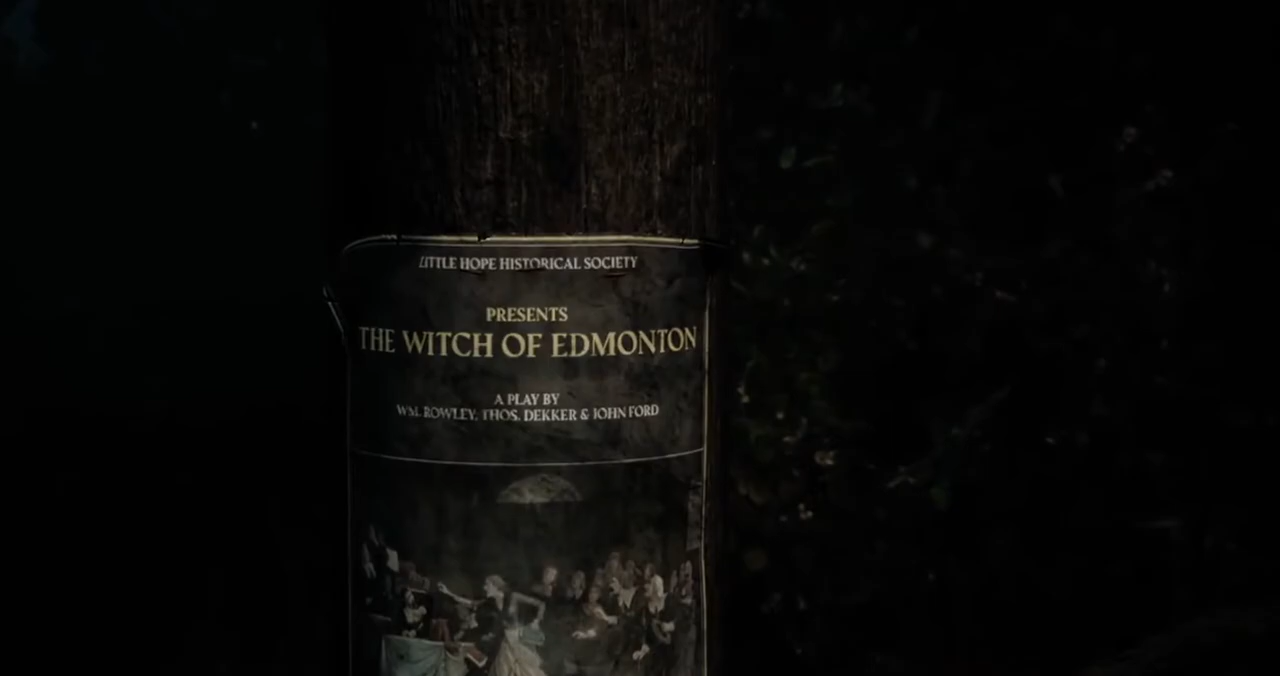 LITTLE HOPE HISTORICAL SOCIETY
PRESENTS
THE WITCH OF EDMONTON
A PLAY BY
WM. ROWLEY, THOS. DEKKER & JOHN FORD